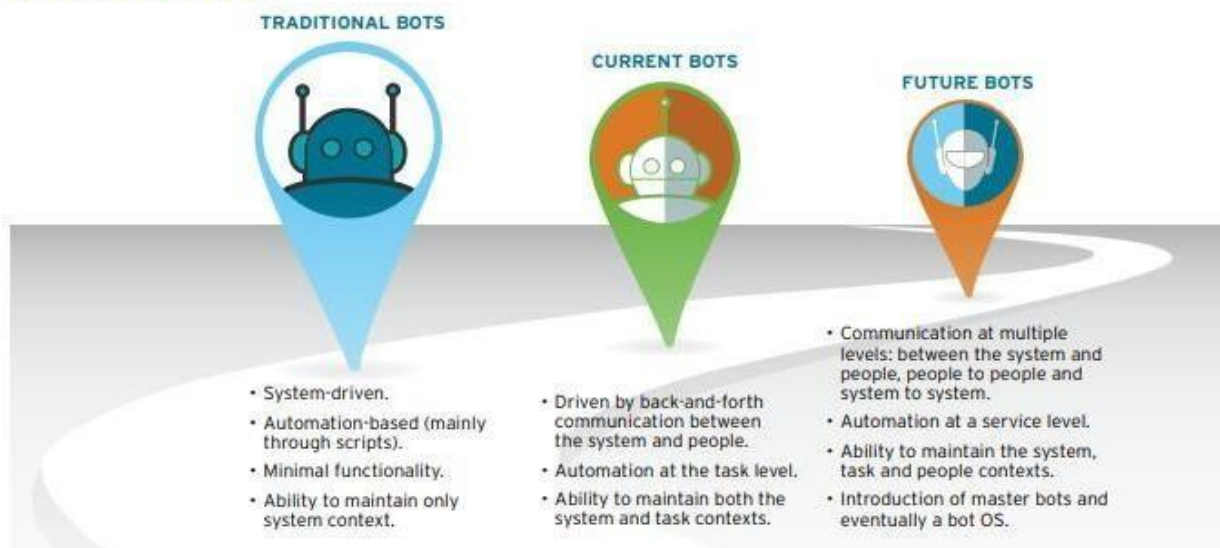 TRADITIONAL BOTS
• System-driven.
• Automation-based (mainly
through scripts).
• Minimal functionality.
• Ability to maintain only
system context.
CURRENT BOTS
• Driven by back-and-forth
communication between
the system and people.
• Automation at the task level.
• Ability to maintain both the
system and task contexts.
FUTURE BOTS
• Communication at multiple
levels: between the system and
people, people to people and
system to system.
• Automation at a service level.
• Ability to maintain the system,
task and people contexts.
• Introduction of master bots and
eventually a bot OS.